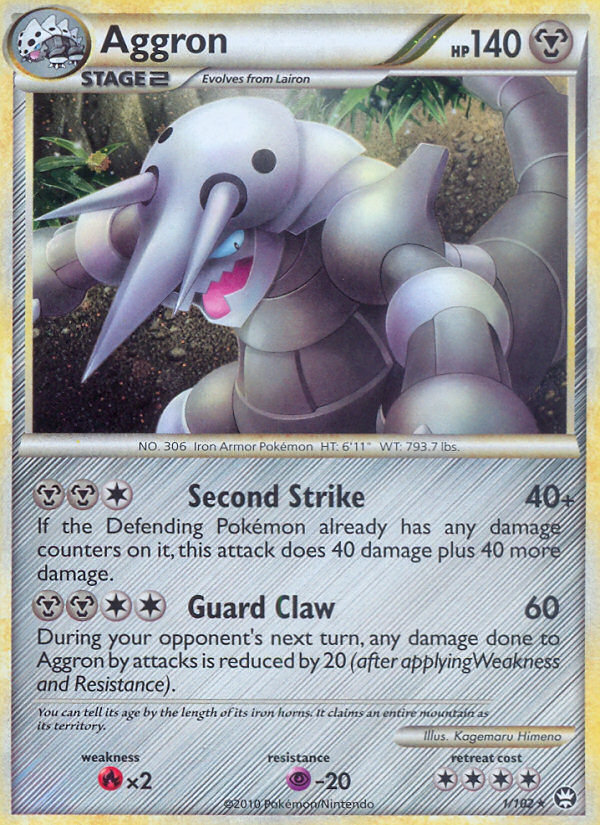 Aggron
HP 140
STAGE 2
Evolves from Lairon
NO. 306 Iron Armor Pokémon HT: 6'11" WT: 793.7 lbs.
Second Strike 40+
If the Defending Pokémon already has any damage
counters on it, this attack does 40 damage plus 40 more
damage.
Guard Claw 60
During your opponent's next turn, any damage done to
Aggron by attacks is reduced by 20 (after applying Weakness
and Resistance).
You can tell its age by the length of its iron horns. It claims an entire mountain as
its territory.
Illus. Kagemaru Himeno
weakness resistance retreat cost
×2 -20
©2010 Pokémon/Nintendo 1/102★